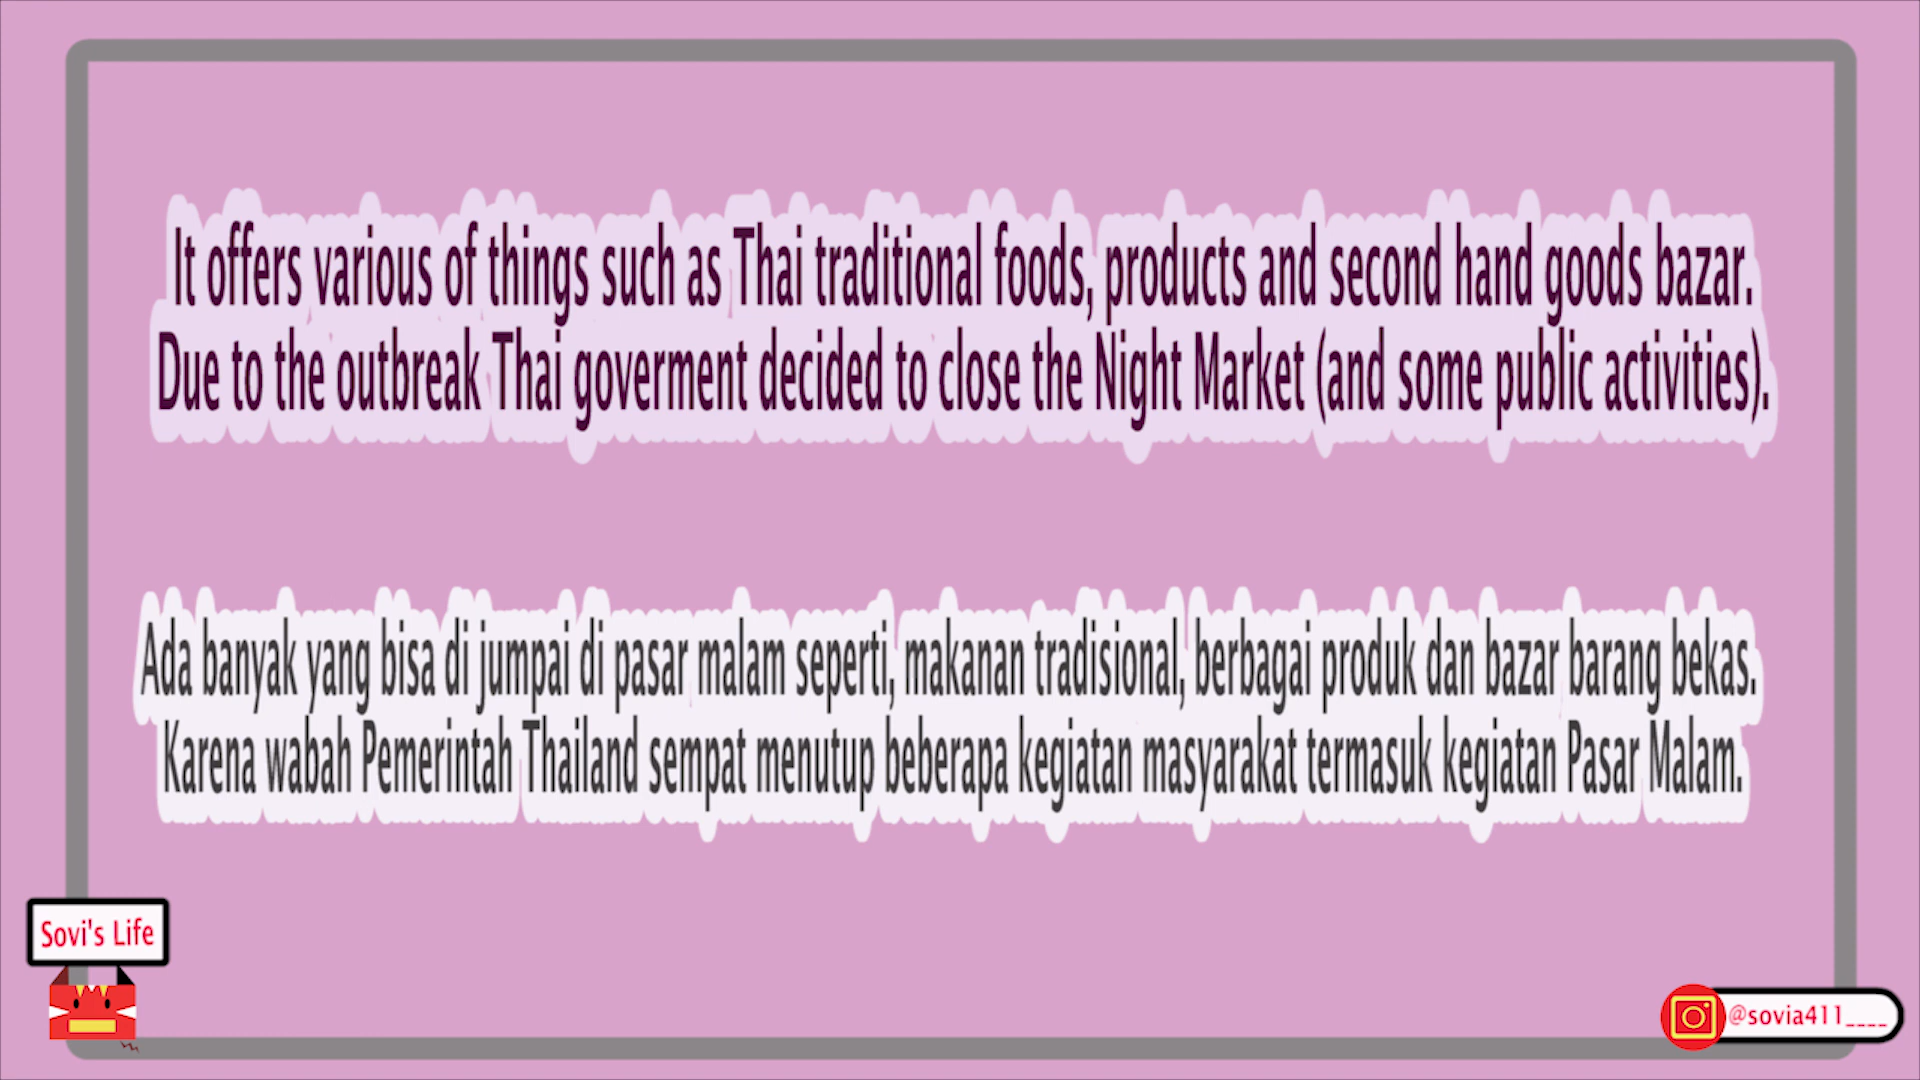 It offers various of things such as Thai traditional foods, products and second hand goods bazar.
Due to the outbreak Thai goverment decided to close the Night Market (and some public activities).
Ada banyak yang bisa di jumpai di pasar malam seperti, makanan tradisional, berbagai produk dan bazar barang bekas.
Karena wabah Pemerintah Thailand sempat menutup beberapa kegiatan masyarakat termasuk kegiatan Pasar Malam.
Sovi's Life
@sovia411____